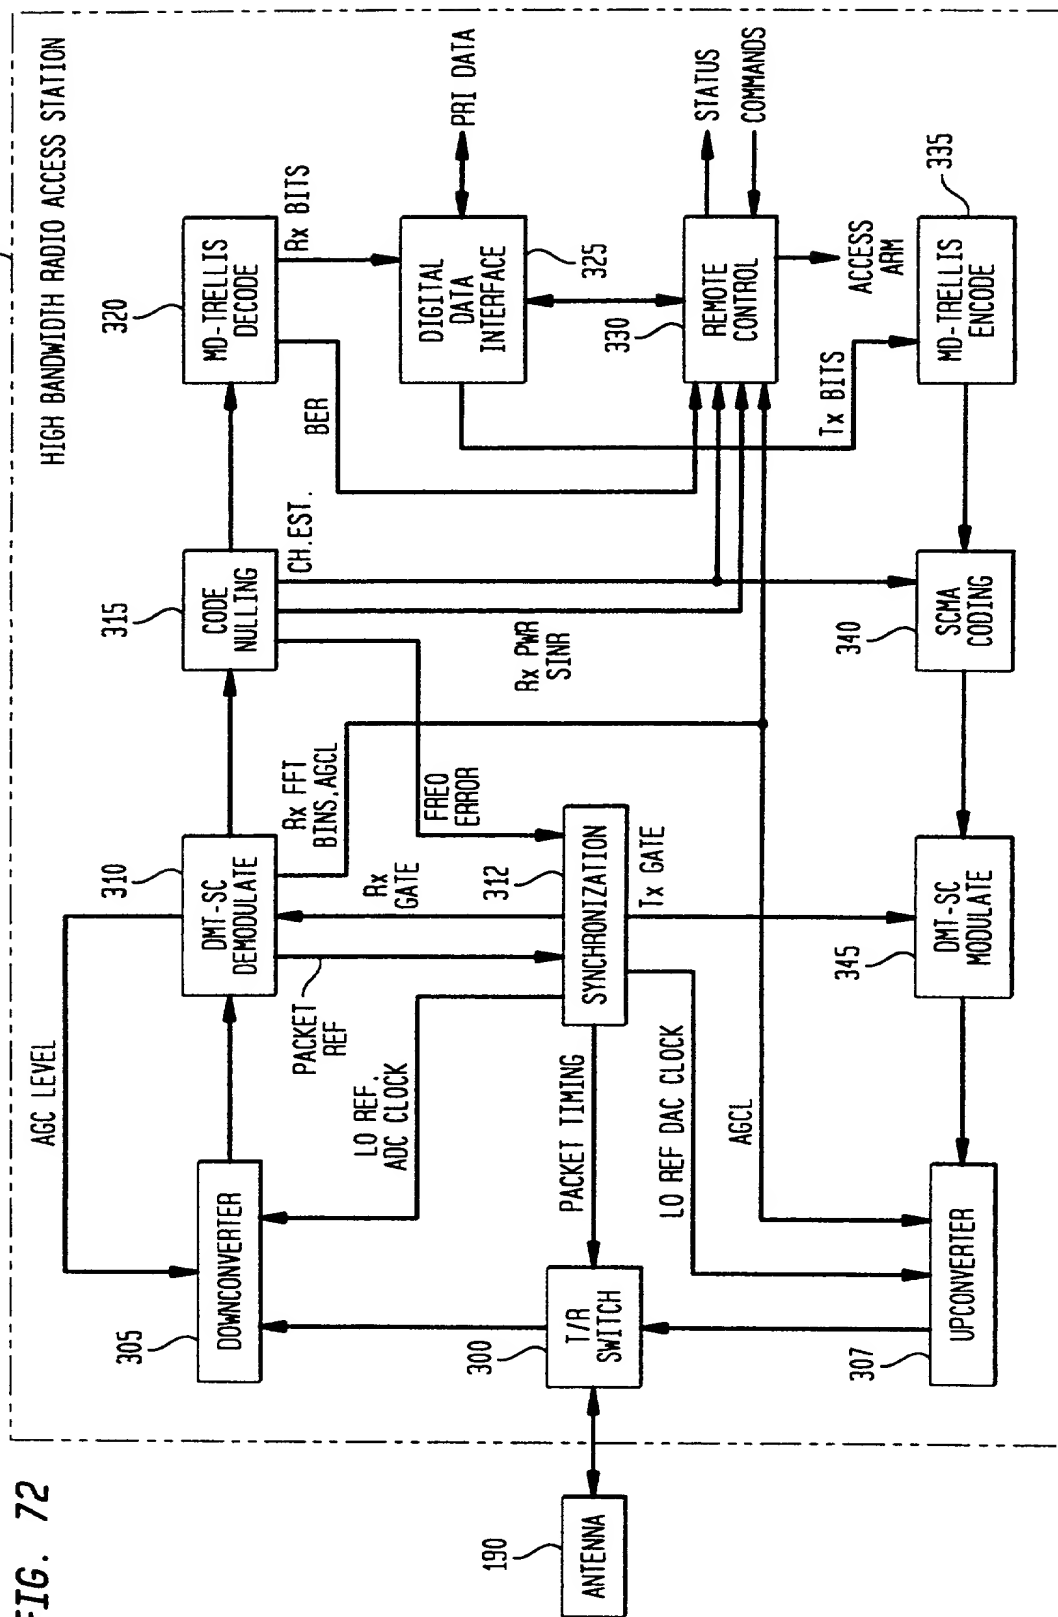 FIG. 72
HIGH BANDWIDTH RADIO ACCESS STATION
AGC LEVEL
305
DOWNCONVERTER
310
DMT-SC
DEMODULATE
315
CODE
NULLING
320
MD-TRELLIS
DECODE
PACKET
REF
Rx
GATE
Rx FFT
BINS,AGCL
CH.EST.
BER
Rx BITS
LO REF,
ADC CLOCK
FREQ
ERROR
Rx PWR
SINR
DIGITAL
DATA
INTERFACE
325
PRI DATA
190
ANTENNA
300
T/R
SWITCH
PACKET TIMING
312
SYNCHRONIZATION
LO REF DAC CLOCK
Tx GATE
AGCL
330
REMOTE
CONTROL
STATUS
COMMANDS
Tx BITS
ACCESS
ARM
307
UPCONVERTER
345
DMT-SC
MODULATE
340
SCMA
CODING
MD-TRELLIS
ENCODE
335